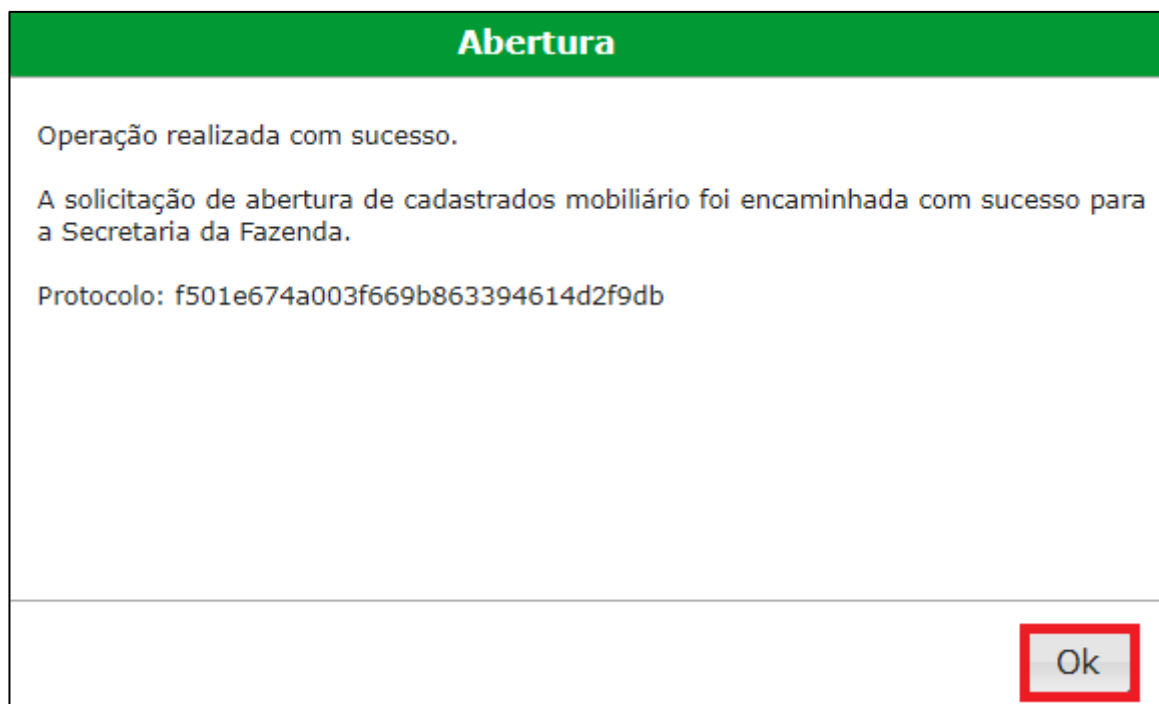 Abertura
Operação realizada com sucesso.
A solicitação de abertura de cadastrados mobiliário foi encaminhada com sucesso para
a Secretaria da Fazenda.
Protocolo: f501e674a003f669b863394614d2f9db
Ok